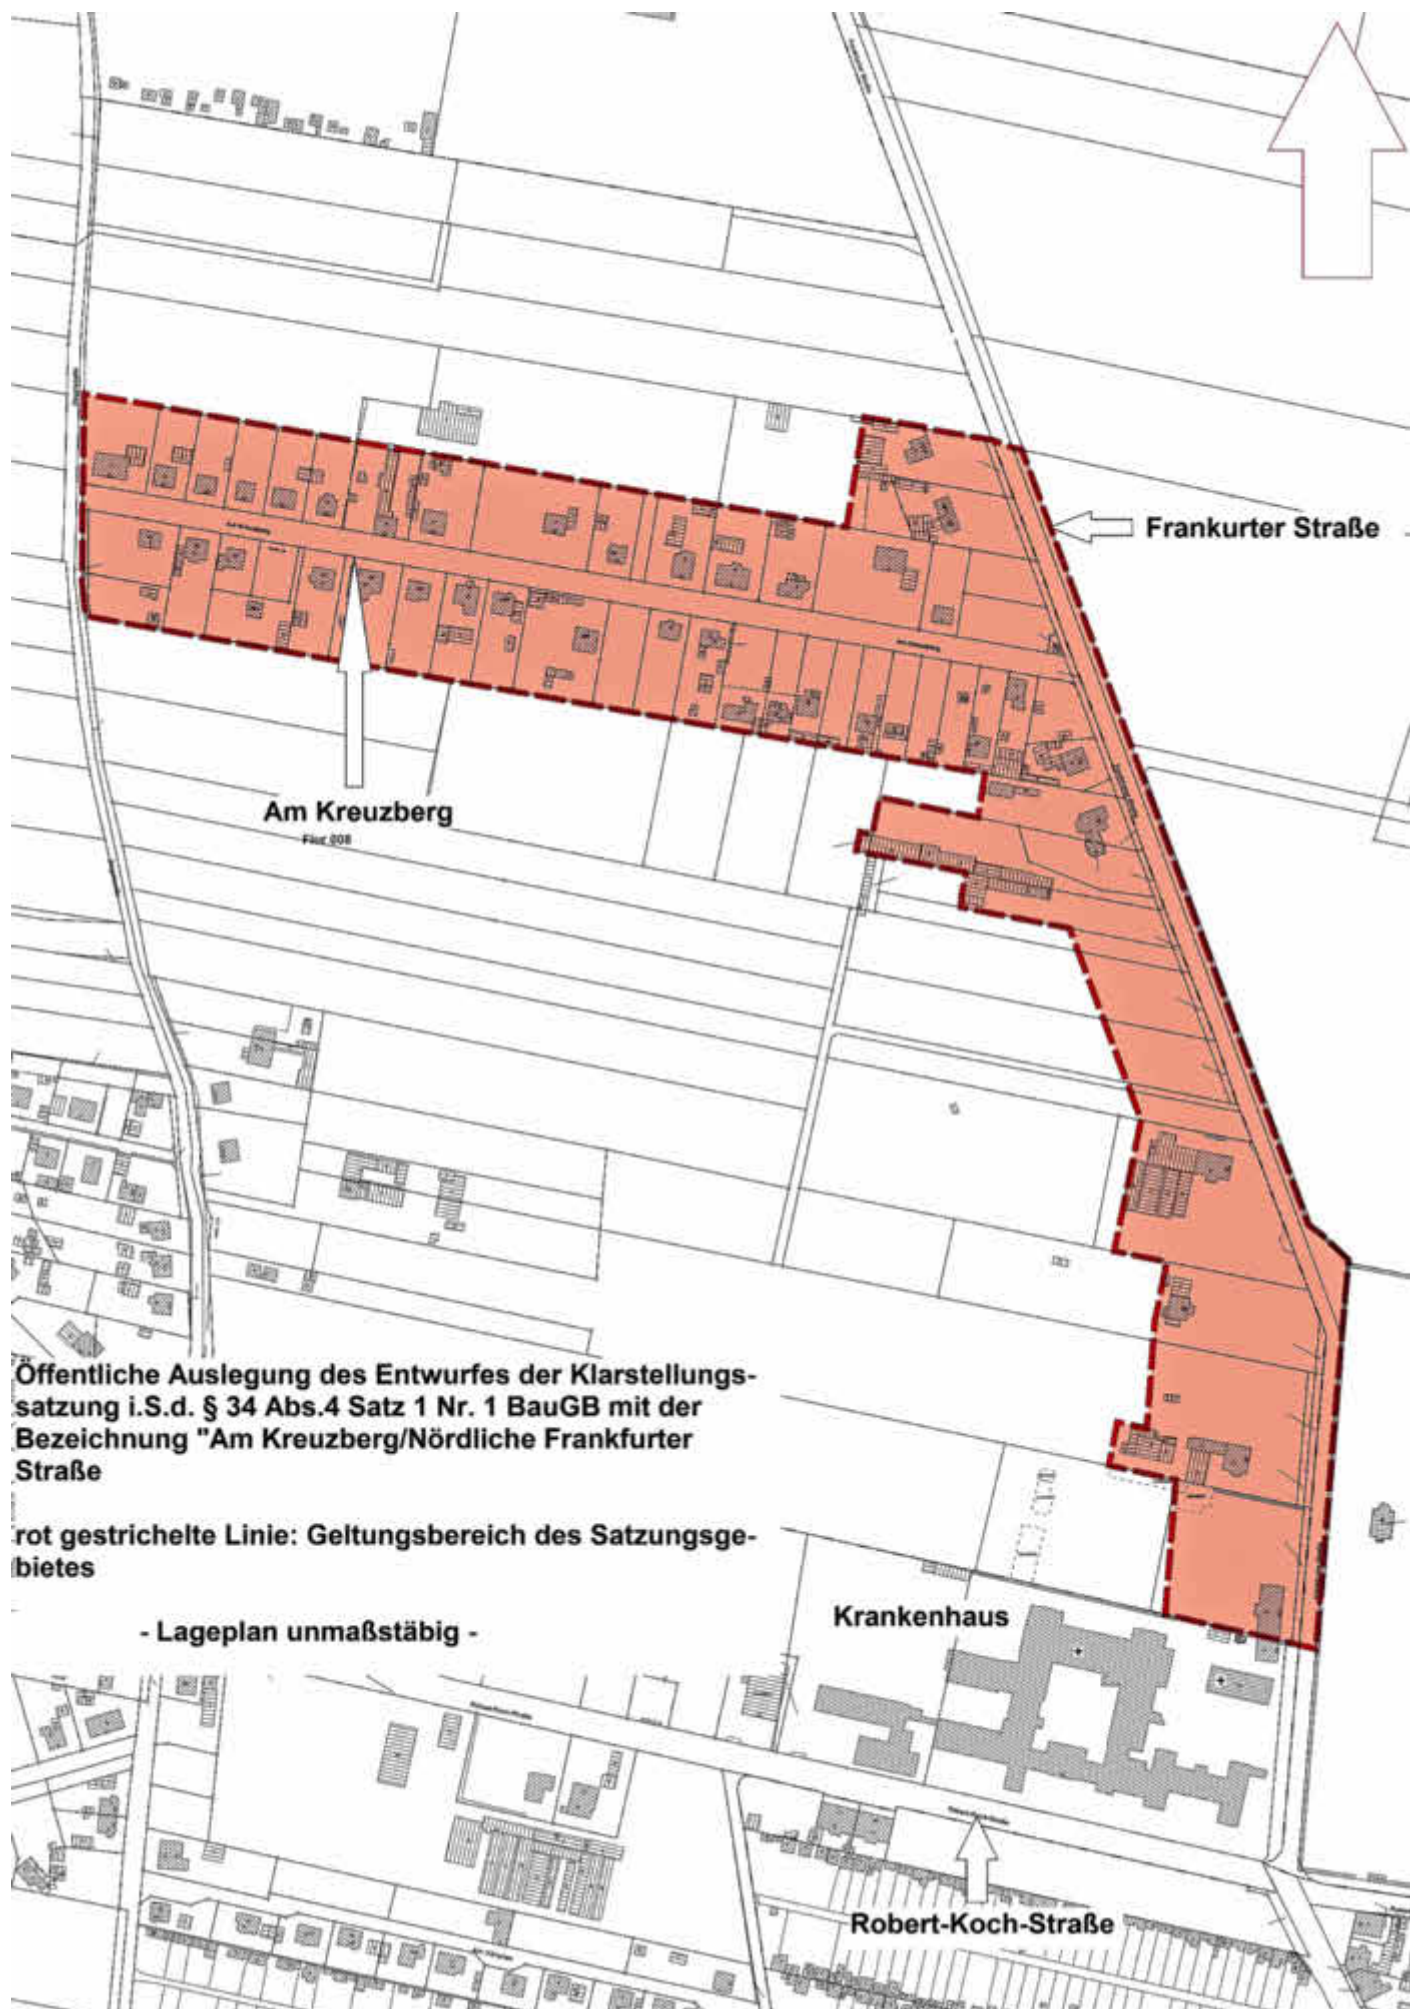 Frankurter Straße
Am Kreuzberg
Flur 008
Öffentliche Auslegung des Entwurfes der Klarstellungs-
satzung i.S.d. § 34 Abs.4 Satz 1 Nr. 1 BauGB mit der
Bezeichnung "Am Kreuzberg/Nördliche Frankfurter
Straße
rot gestrichelte Linie: Geltungsbereich des Satzungsge-
bietes
- Lageplan unmaßstäbig -
Krankenhaus
Robert-Koch-Straße